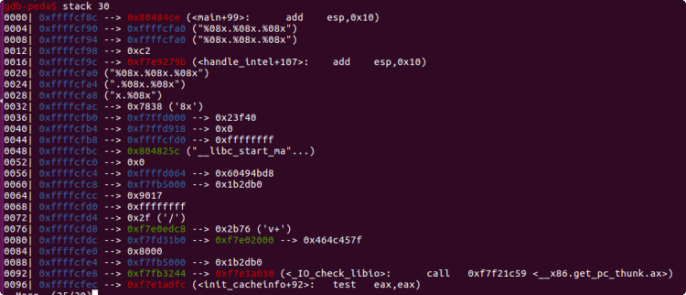 gdb-peda$ stack 30
0000| 0xffffcf8c --> 0x80484ce (<main+99>:	add    esp,0x10)
0004| 0xffffcf90 --> 0xffffcfa0 ("%08x.%08x.%08x")
0008| 0xffffcf94 --> 0xffffcfa0 ("%08x.%08x.%08x")
0012| 0xffffcf98 --> 0xc2
0016| 0xffffcf9c --> 0xf7e9279b (<handle_intel+107>:	add    esp,0x10)
0020| 0xffffcfa0 ("%08x.%08x.%08x")
0024| 0xffffcfa4 (".%08x.%08x")
0028| 0xffffcfa8 ("x.%08x")
0032| 0xffffcfac --> 0x7838 ('8x')
0036| 0xffffcfb0 --> 0xf7ffd000 --> 0x23f40
0040| 0xffffcfb4 --> 0xf7ffd918 --> 0x0
0044| 0xffffcfb8 --> 0xffffcfd0 --> 0xffffffff
0048| 0xffffcfbc --> 0x804825c ("__libc_start_ma"...)
0052| 0xffffcfc0 --> 0x0
0056| 0xffffcfc4 --> 0xffffd064 --> 0x60494bd8
0060| 0xffffcfc8 --> 0xf7fb5000 --> 0x1b2db0
0064| 0xffffcfcc --> 0x9017
0068| 0xffffcfd0 --> 0xffffffff
0072| 0xffffcfd4 --> 0x2f ('/')
0076| 0xffffcfd8 --> 0xf7e0edc8 --> 0x2b76 ('v+')
0080| 0xffffcfdc --> 0xf7fd31b0 --> 0xf7e02000 --> 0x464c457f
0084| 0xffffcfe0 --> 0x8000
0088| 0xffffcfe4 --> 0xf7fb5000 --> 0x1b2db0
0092| 0xffffcfe8 --> 0xf7fb3244 --> 0xf7e1a030 (<_IO_check_libio>:	call   0xf7f21c59 <__x86.get_pc_thunk.ax>)
0096| 0xffffcfec --> 0xf7e1a0fc (<init_cacheinfo+92>:	test   eax,eax)
--More--(25/30)